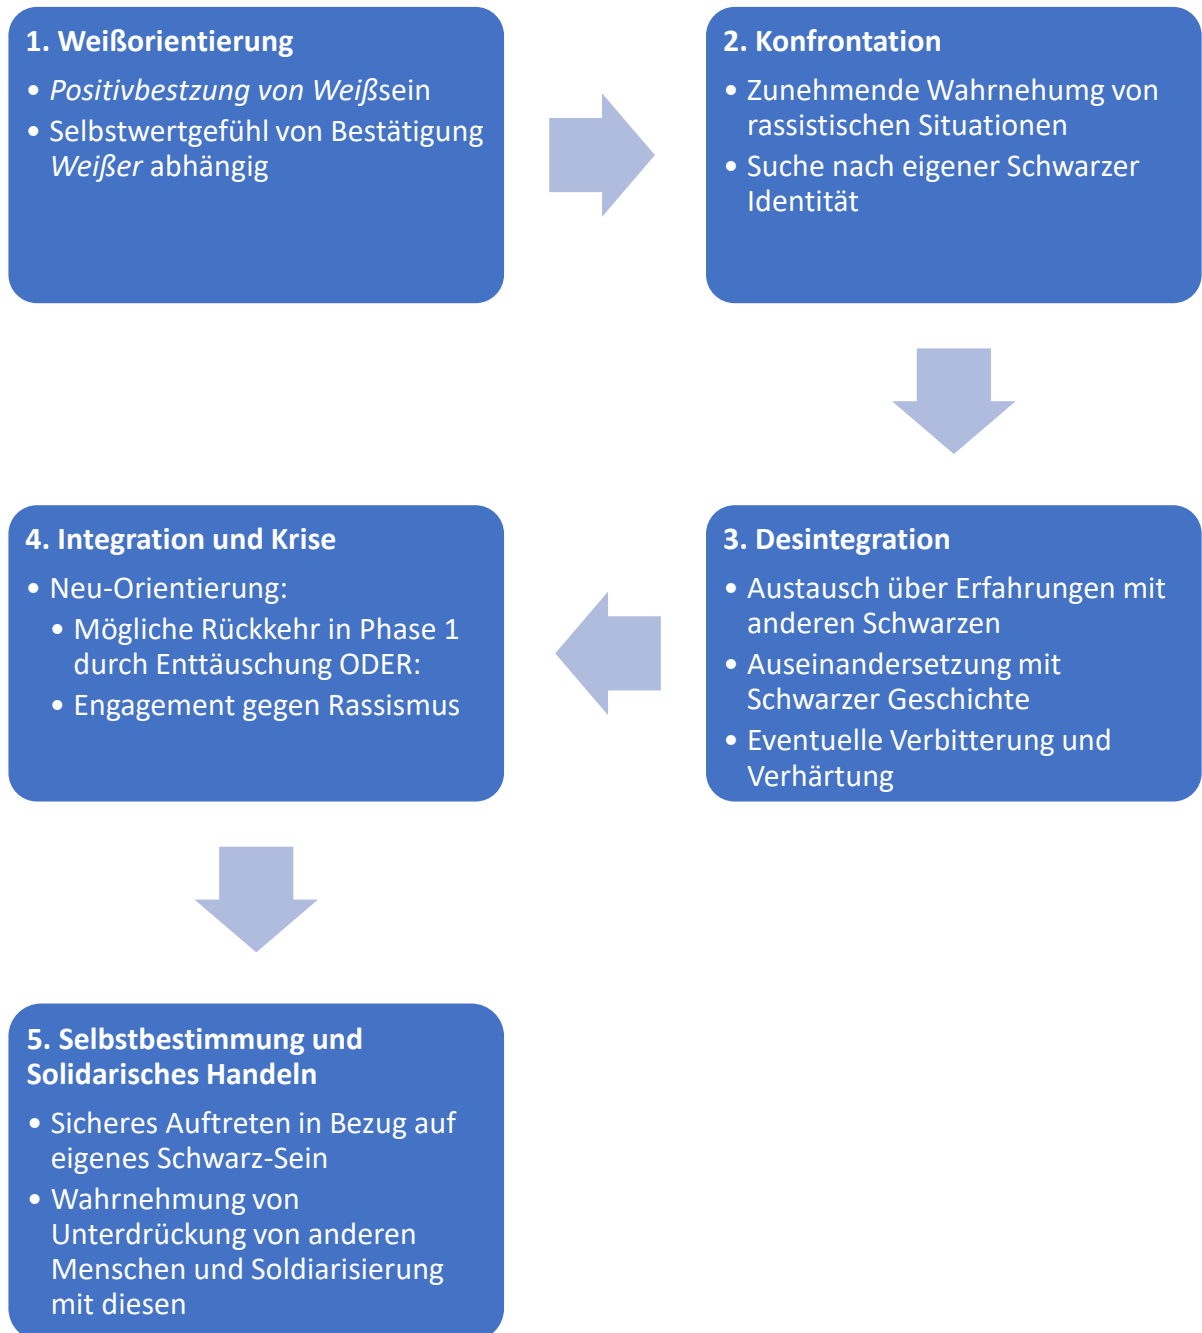 1. Weißorientierung
• Positivbestzung von Weißsein
• Selbstwertgefühl von Bestätigung
Weißer abhängig
2. Konfrontation
• Zunehmende Wahrnehumg von
rassistischen Situationen
• Suche nach eigener Schwarzer
Identität
3. Desintegration
• Austausch über Erfahrungen mit
anderen Schwarzen
• Auseinandersetzung mit
Schwarzer Geschichte
• Eventuelle Verbitterung und
Verhärtung
4. Integration und Krise
• Neu-Orientierung:
• Mögliche Rückkehr in Phase 1
durch Enttäuschung ODER:
• Engagement gegen Rassismus
5. Selbstbestimmung und
Solidarisches Handeln
• Sicheres Auftreten in Bezug auf
eigenes Schwarz-Sein
• Wahrnehmung von
Unterdrückung von anderen
Menschen und Soldiarisierung
mit diesen